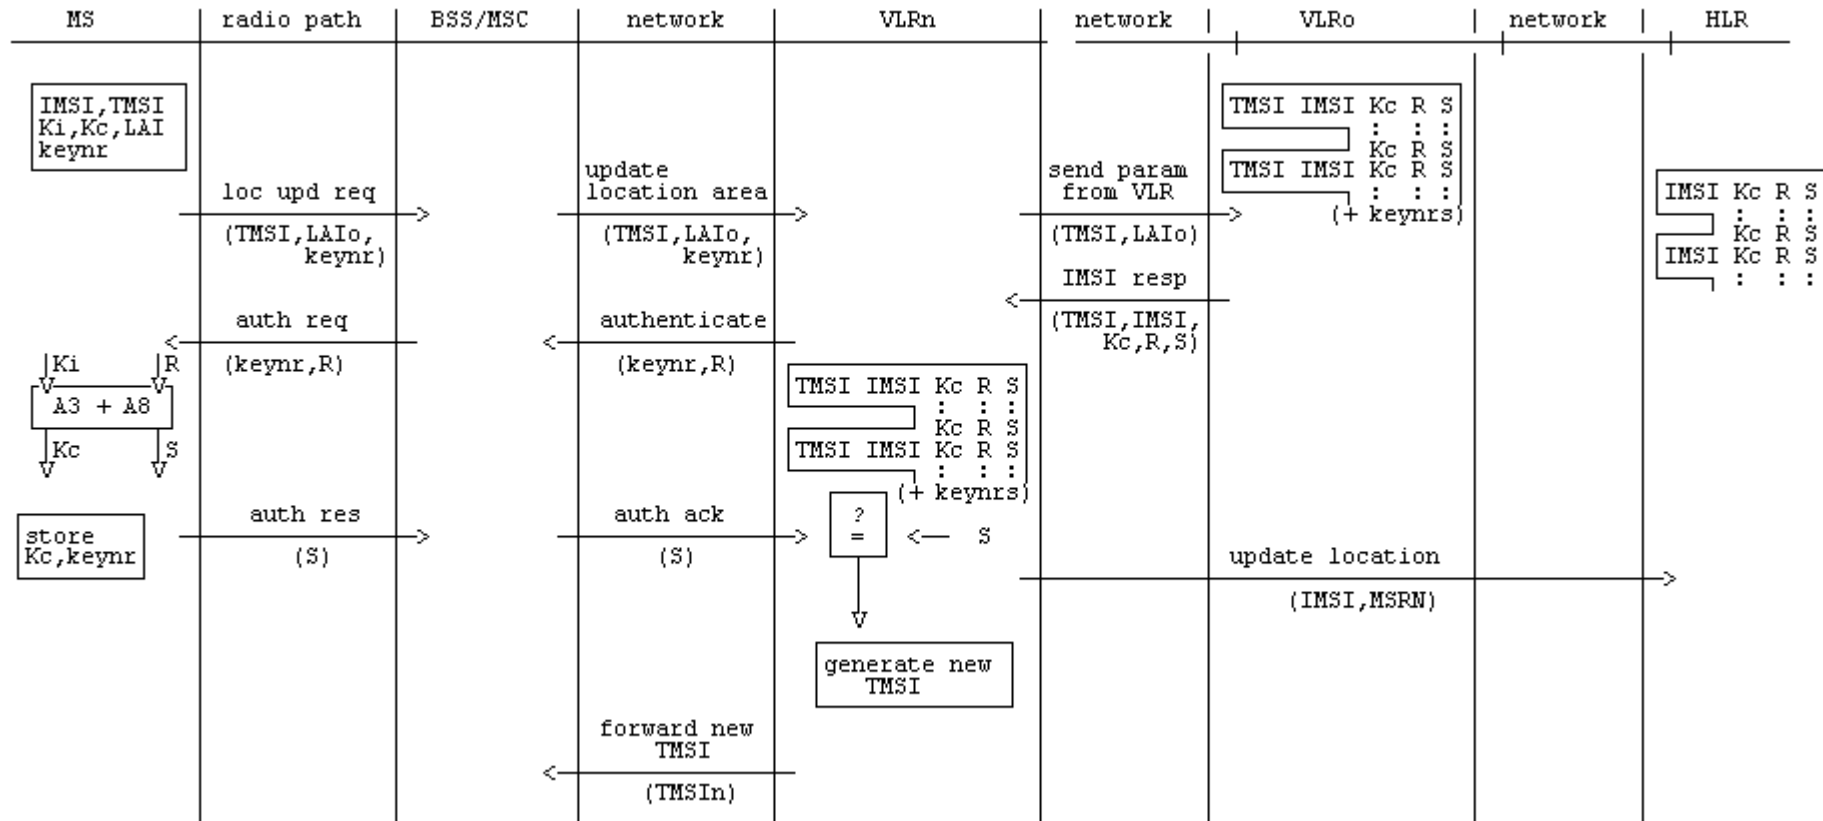 MS radio path BSS/MSC network VLRn network VLRo network HLR
IMSI,TMSI
Ki,Kc,LAI
keynr
TMSI IMSI Kc R S
: : :
Kc R S
TMSI IMSI Kc R S
: : :
(+ keynrs)
IMSI Kc R S
: : :
Kc R S
IMSI Kc R S
: : :
loc upd req
(TMSI,LAIo,
keynr)
update
location area
(TMSI,LAIo,
keynr)
send param
from VLR
(TMSI,LAIo)
IMSI resp
(TMSI,IMSI,
Kc,R,S)
auth req
(keynr,R)
authenticate
(keynr,R)
Ki R
A3 + A8
Kc S
TMSI IMSI Kc R S
: : :
Kc R S
TMSI IMSI Kc R S
: : :
(+ keynrs)
store
Kc,keynr
auth res
(S)
auth ack
(S)
?
=
S
update location
(IMSI,MSRN)
generate new
TMSI
forward new
TMSI
(TMSIn)